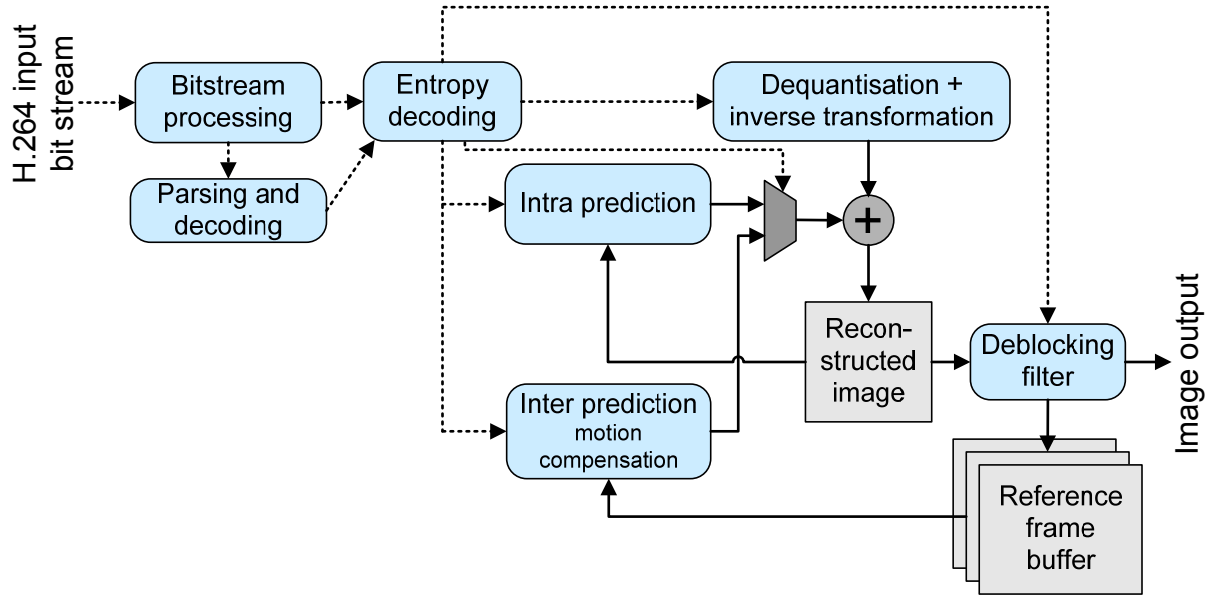 H.264 input
bit stream
Bitstream
processing
Entropy
decoding
Dequantisation +
inverse transformation
Parsing and
decoding
Intra prediction
+
Recon-
structed
image
Deblocking
filter
Image output
Inter prediction
motion
compensation
Reference
frame
buffer